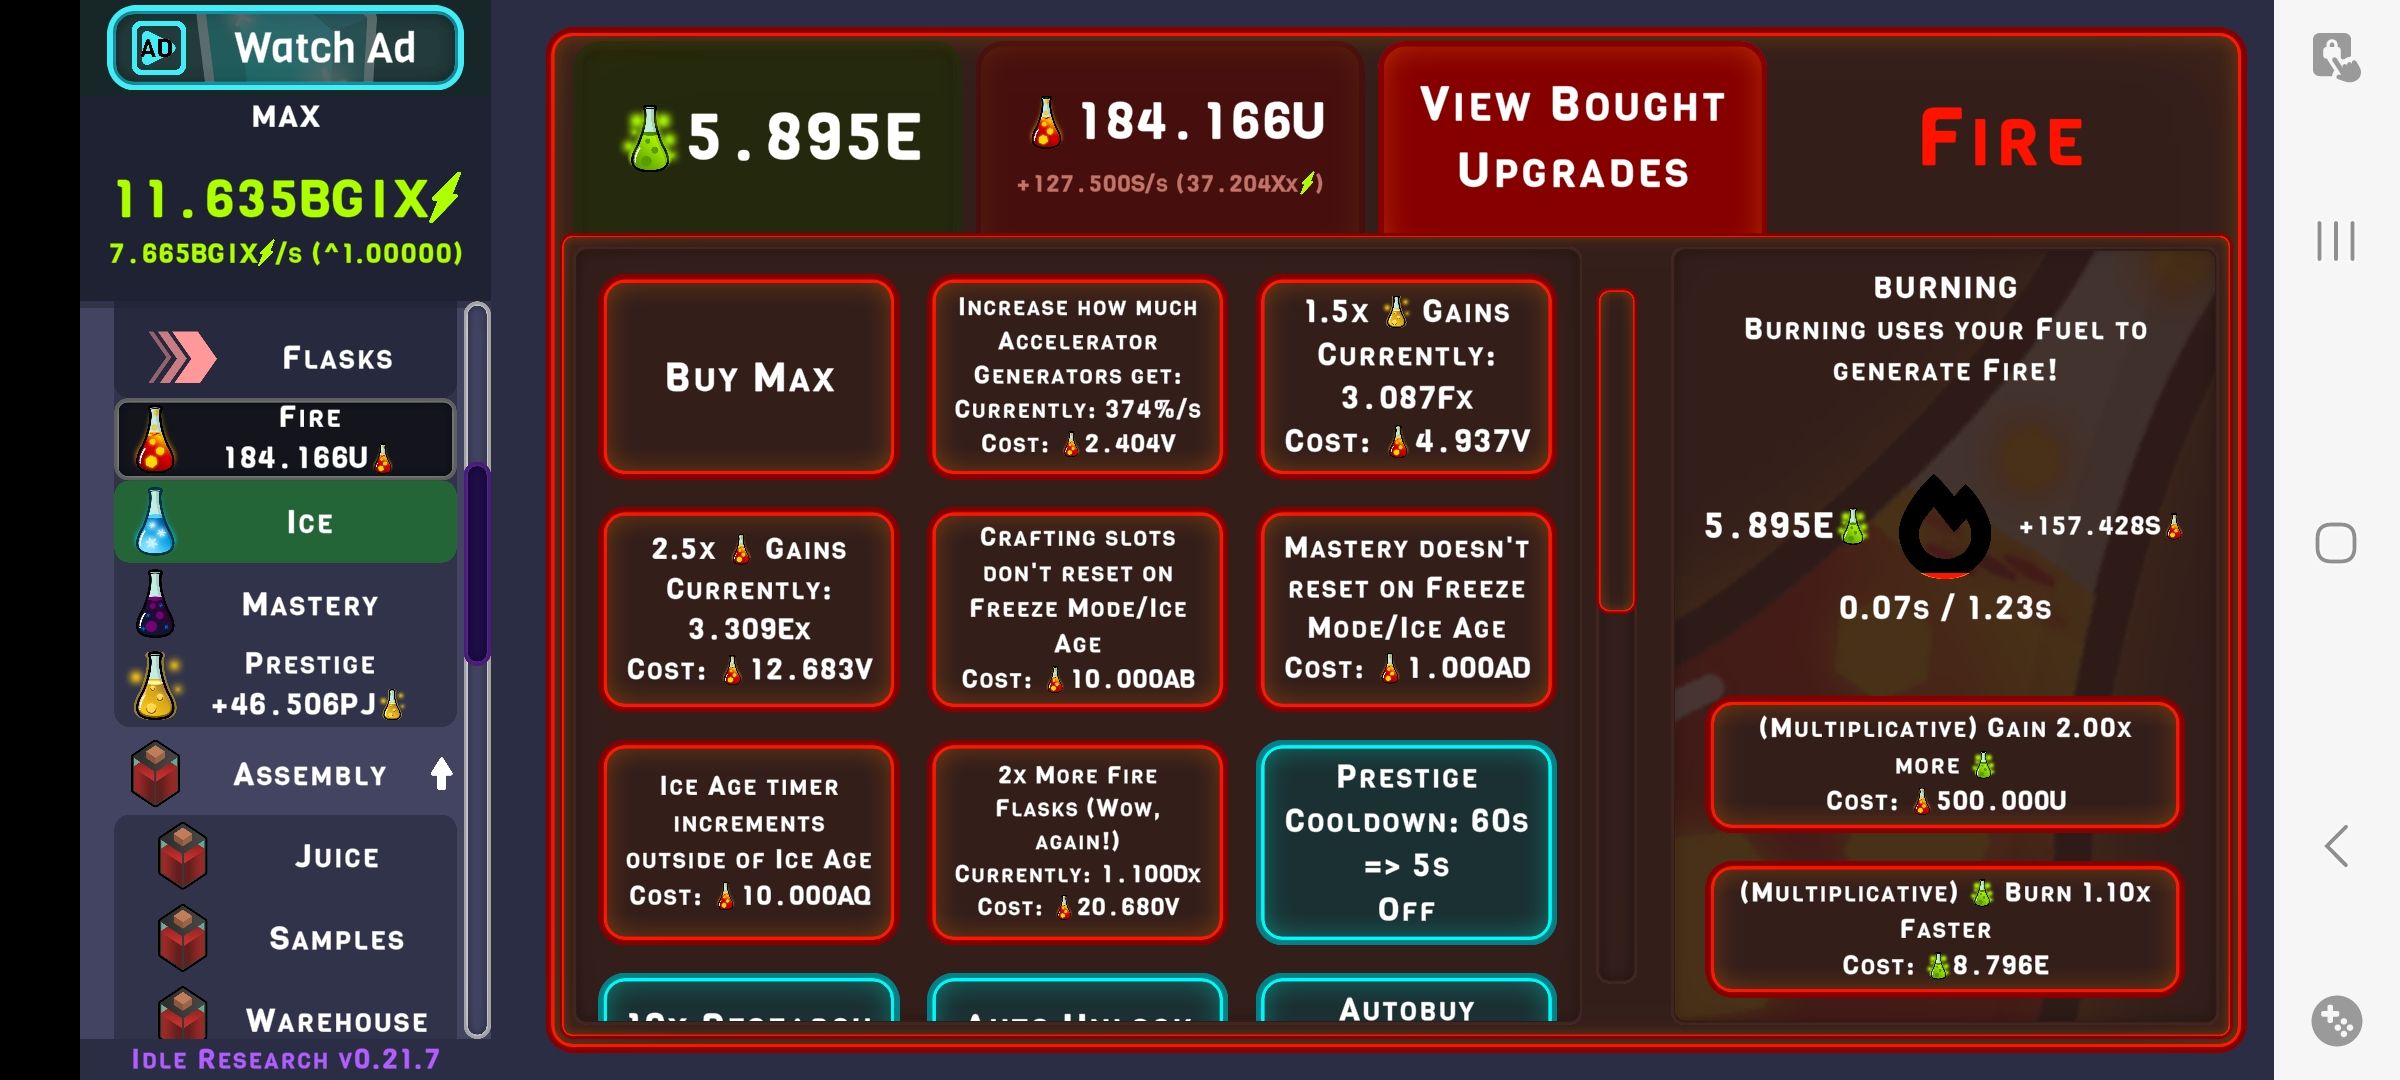 AD Watch Ad
MAX
11.635BGIX
7.665BGIX/s (^1.00000)
Flasks
Fire
184.166U
Ice
Mastery
Prestige
+46.506PJ
Assembly
Juice
Samples
Warehouse
Idle Research v0.21.7
5.895E
184.166U
+127.500S/s (37.204Xx)
View Bought
Upgrades
Fire
Buy Max
Increase how much
Accelerator
Generators get:
Currently: 374%/s
Cost: 2.404V
1.5x Gains
Currently:
3.087Fx
Cost: 4.937V
2.5x Gains
Currently:
3.309Ex
Cost: 12.683V
Crafting slots
don't reset on
Freeze Mode/Ice
Age
Cost: 10.000AB
Mastery doesn't
reset on Freeze
Mode/Ice Age
Cost: 1.000AD
Ice Age timer
increments
outside of Ice Age
Cost: 10.000AQ
2x More Fire
Flasks (Wow,
again!)
Currently: 1.100Dx
Cost: 20.680V
Prestige
Cooldown: 60s
=> 5s
Off
10x Research
Auto Unlock
Autobuy
BURNING
Burning uses your Fuel to
generate Fire!
5.895E
+157.428S
0.07s / 1.23s
(Multiplicative) Gain 2.00x
more
Cost: 500.000U
(Multiplicative) Burn 1.10x
Faster
Cost: 8.796E